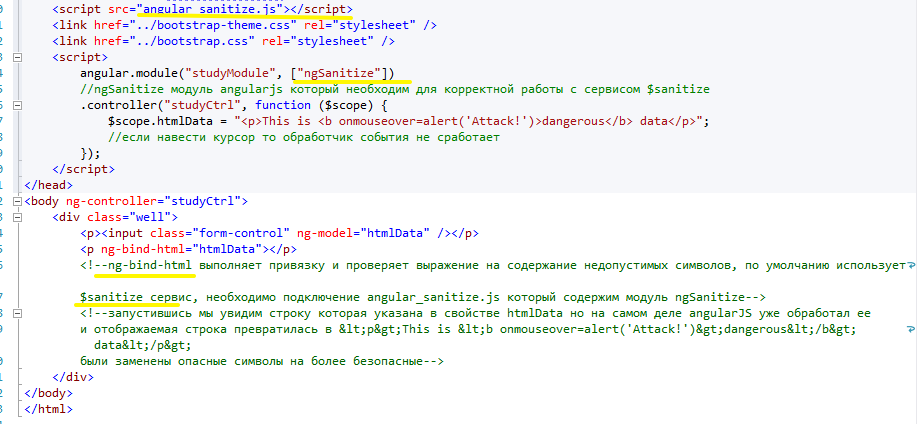 <script src="angular_sanitize.js"></script>
<link href="../bootstrap-theme.css" rel="stylesheet" />
<link href="../bootstrap.css" rel="stylesheet" />
<script>
angular.module("studyModule", ["ngSanitize"])
//ngSanitize модуль angularjs который необходим для корректной работы с сервисом $sanitize
.controller("studyCtrl", function ($scope) {
$scope.htmlData = "<p>This is <b onmouseover=alert('Attack!')>dangerous</b> data</p>";
//если навести курсор то обработчик события не сработает
});
</script>
</head>
<body ng-controller="studyCtrl">
<div class="well">
<p><input class="form-control" ng-model="htmlData" /></p>
<p ng-bind-html="htmlData"></p>
<!--ng-bind-html выполняет привязку и проверяет выражение на содержание недопустимых символов, по умолчанию использует
$sanitize сервис, необходимо подключение angular_sanitize.js который содержим модуль ngSanitize-->
<!--запустившись мы увидим строку которая указана в свойстве htmlData но на самом деле angularJS уже обработал ее
и отображаемая строка превратилась в &lt;p&gt;This is &lt;b onmouseover=alert('Attack!')&gt;dangerous&lt;/b&gt;
data&lt;/p&gt;
были заменены опасные символы на более безопасные-->
</div>
</body>
</html>